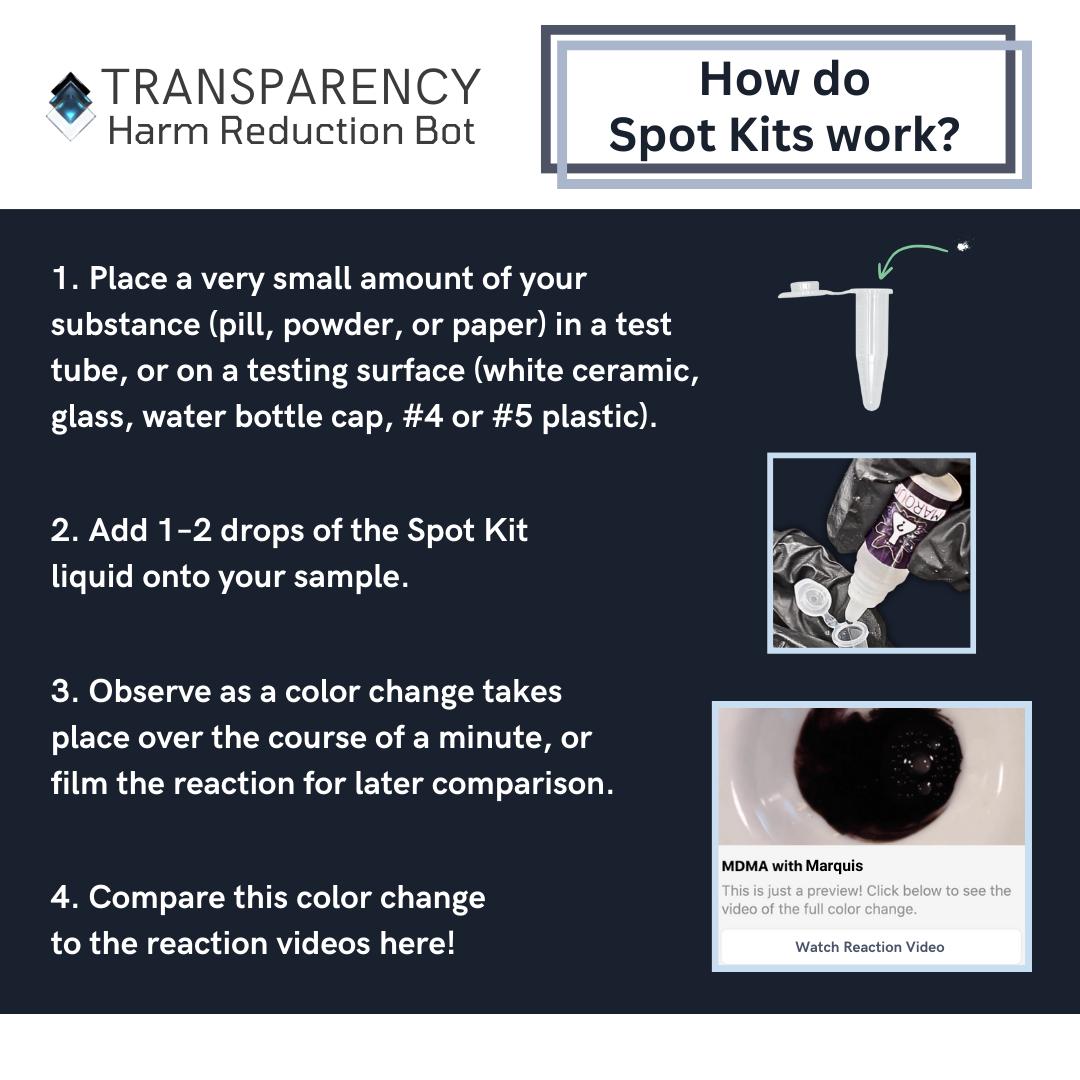 TRANSPARENCY
Harm Reduction Bot
How do
Spot Kits work?
1. Place a very small amount of your
substance (pill, powder, or paper) in a test
tube, or on a testing surface (white ceramic,
glass, water bottle cap, #4 or #5 plastic).
2. Add 1–2 drops of the Spot Kit
liquid onto your sample.
MARQUI
?
3. Observe as a color change takes
place over the course of a minute, or
film the reaction for later comparison.
4. Compare this color change
to the reaction videos here!
MDMA with Marquis
This is just a preview! Click below to see the
video of the full color change.
Watch Reaction Video